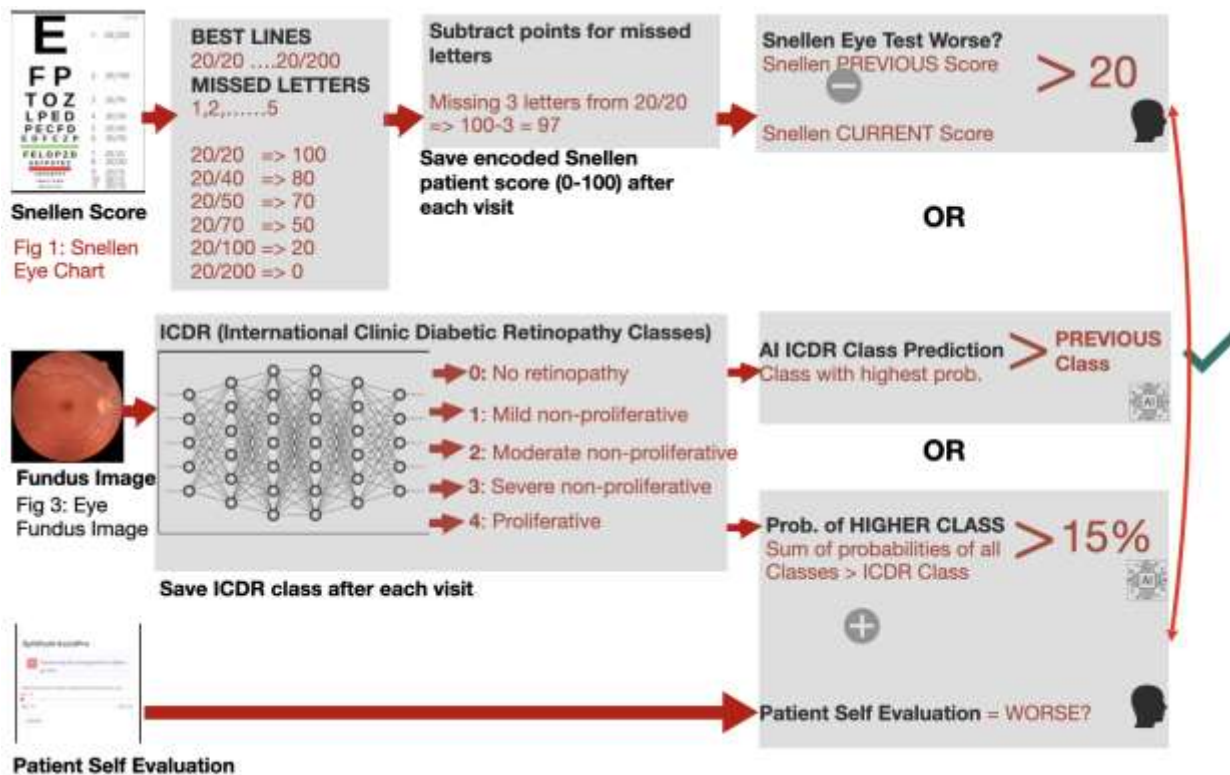 E
F P
T O Z
L P E D
P E C F D
E D F C Z P
F E L O P Z D
Snellen Score
Fig 1: Snellen
Eye Chart
BEST LINES
20/20 ....20/200
MISSED LETTERS
1,2,......5
20/20 => 100
20/40 => 80
20/50 => 70
20/70 => 50
20/100 => 20
20/200 => 0
Subtract points for missed
letters
Missing 3 letters from 20/20
=> 100-3 = 97
Save encoded Snellen
patient score (0-100) after
each visit
Snellen Eye Test Worse?
Snellen PREVIOUS Score
> 20
Snellen CURRENT Score
OR
Fundus Image
Fig 3: Eye
Fundus Image
ICDR (International Clinic Diabetic Retinopathy Classes)
0: No retinopathy
1: Mild non-proliferative
2: Moderate non-proliferative
3: Severe non-proliferative
4: Proliferative
Save ICDR class after each visit
AI ICDR Class Prediction
Class with highest prob.
> PREVIOUS
Class
AI
OR
Prob. of HIGHER CLASS
Sum of probabilities of all
Classes > ICDR Class
> 15%
AI
Patient Self Evaluation = WORSE?
Patient Self Evaluation